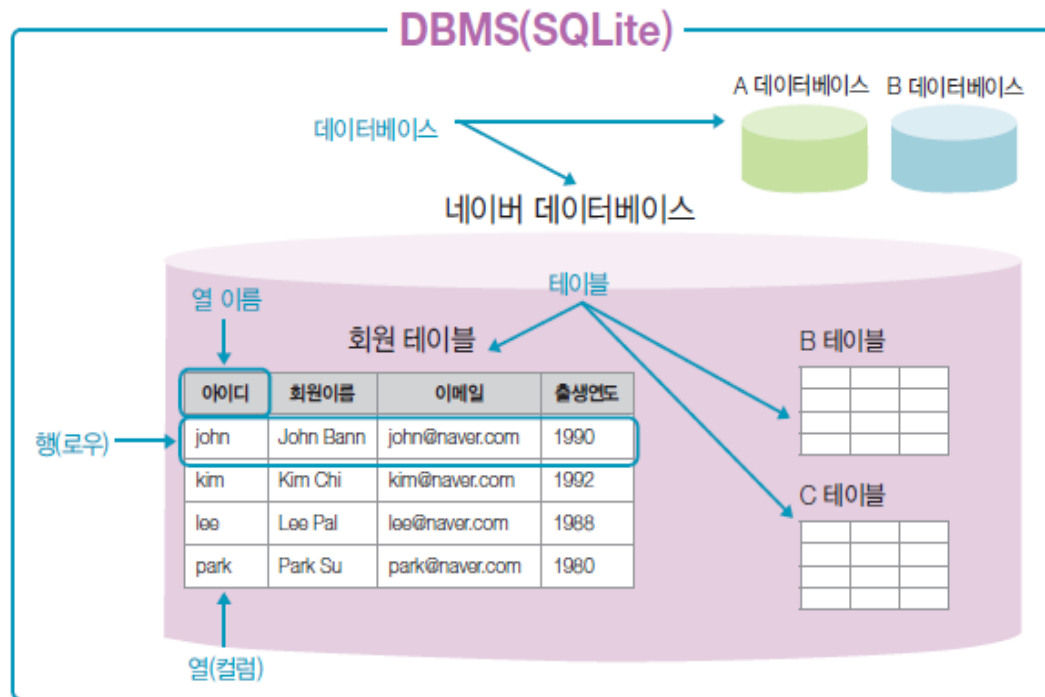 DBMS(SQLite)
A 데이터베이스 B 데이터베이스
데이터베이스
네이버 데이터베이스
테이블
열 이름
회원 테이블
B 테이블
아이디 회원이름 이메일 출생연도
행(로우)
john John Bann john@naver.com 1990
kim Kim Chi kim@naver.com 1992
C 테이블
lee Lee Pal lee@naver.com 1988
park Park Su park@naver.com 1980
열(컬럼)